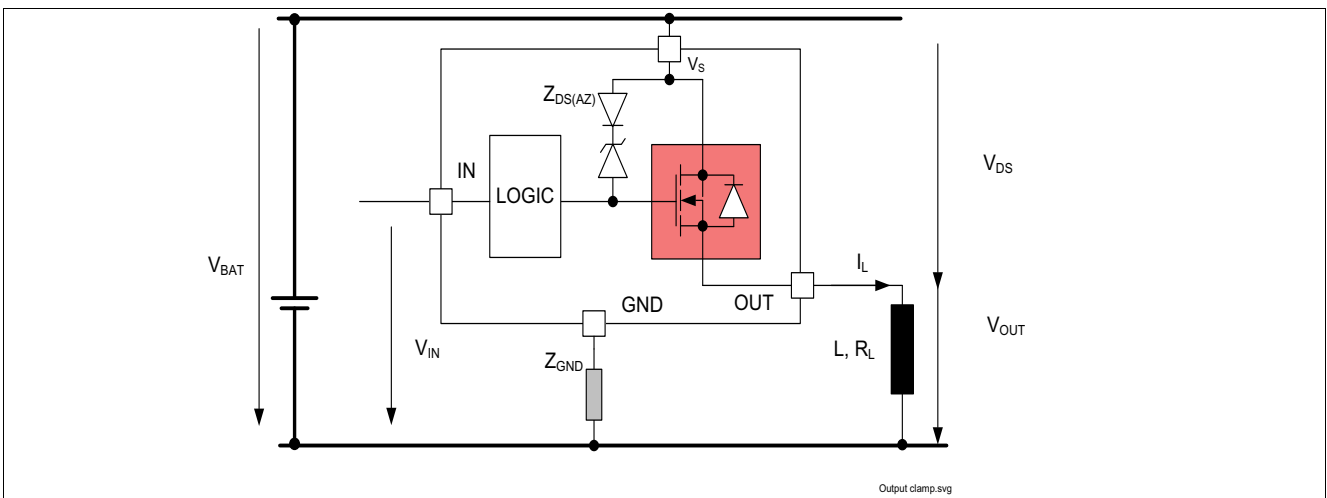 VS
ZDS(AZ)
IN
LOGIC
VDS
VBAT
IL
GND
OUT
VOUT
VIN
L, RL
ZGND
Output clamp.svg